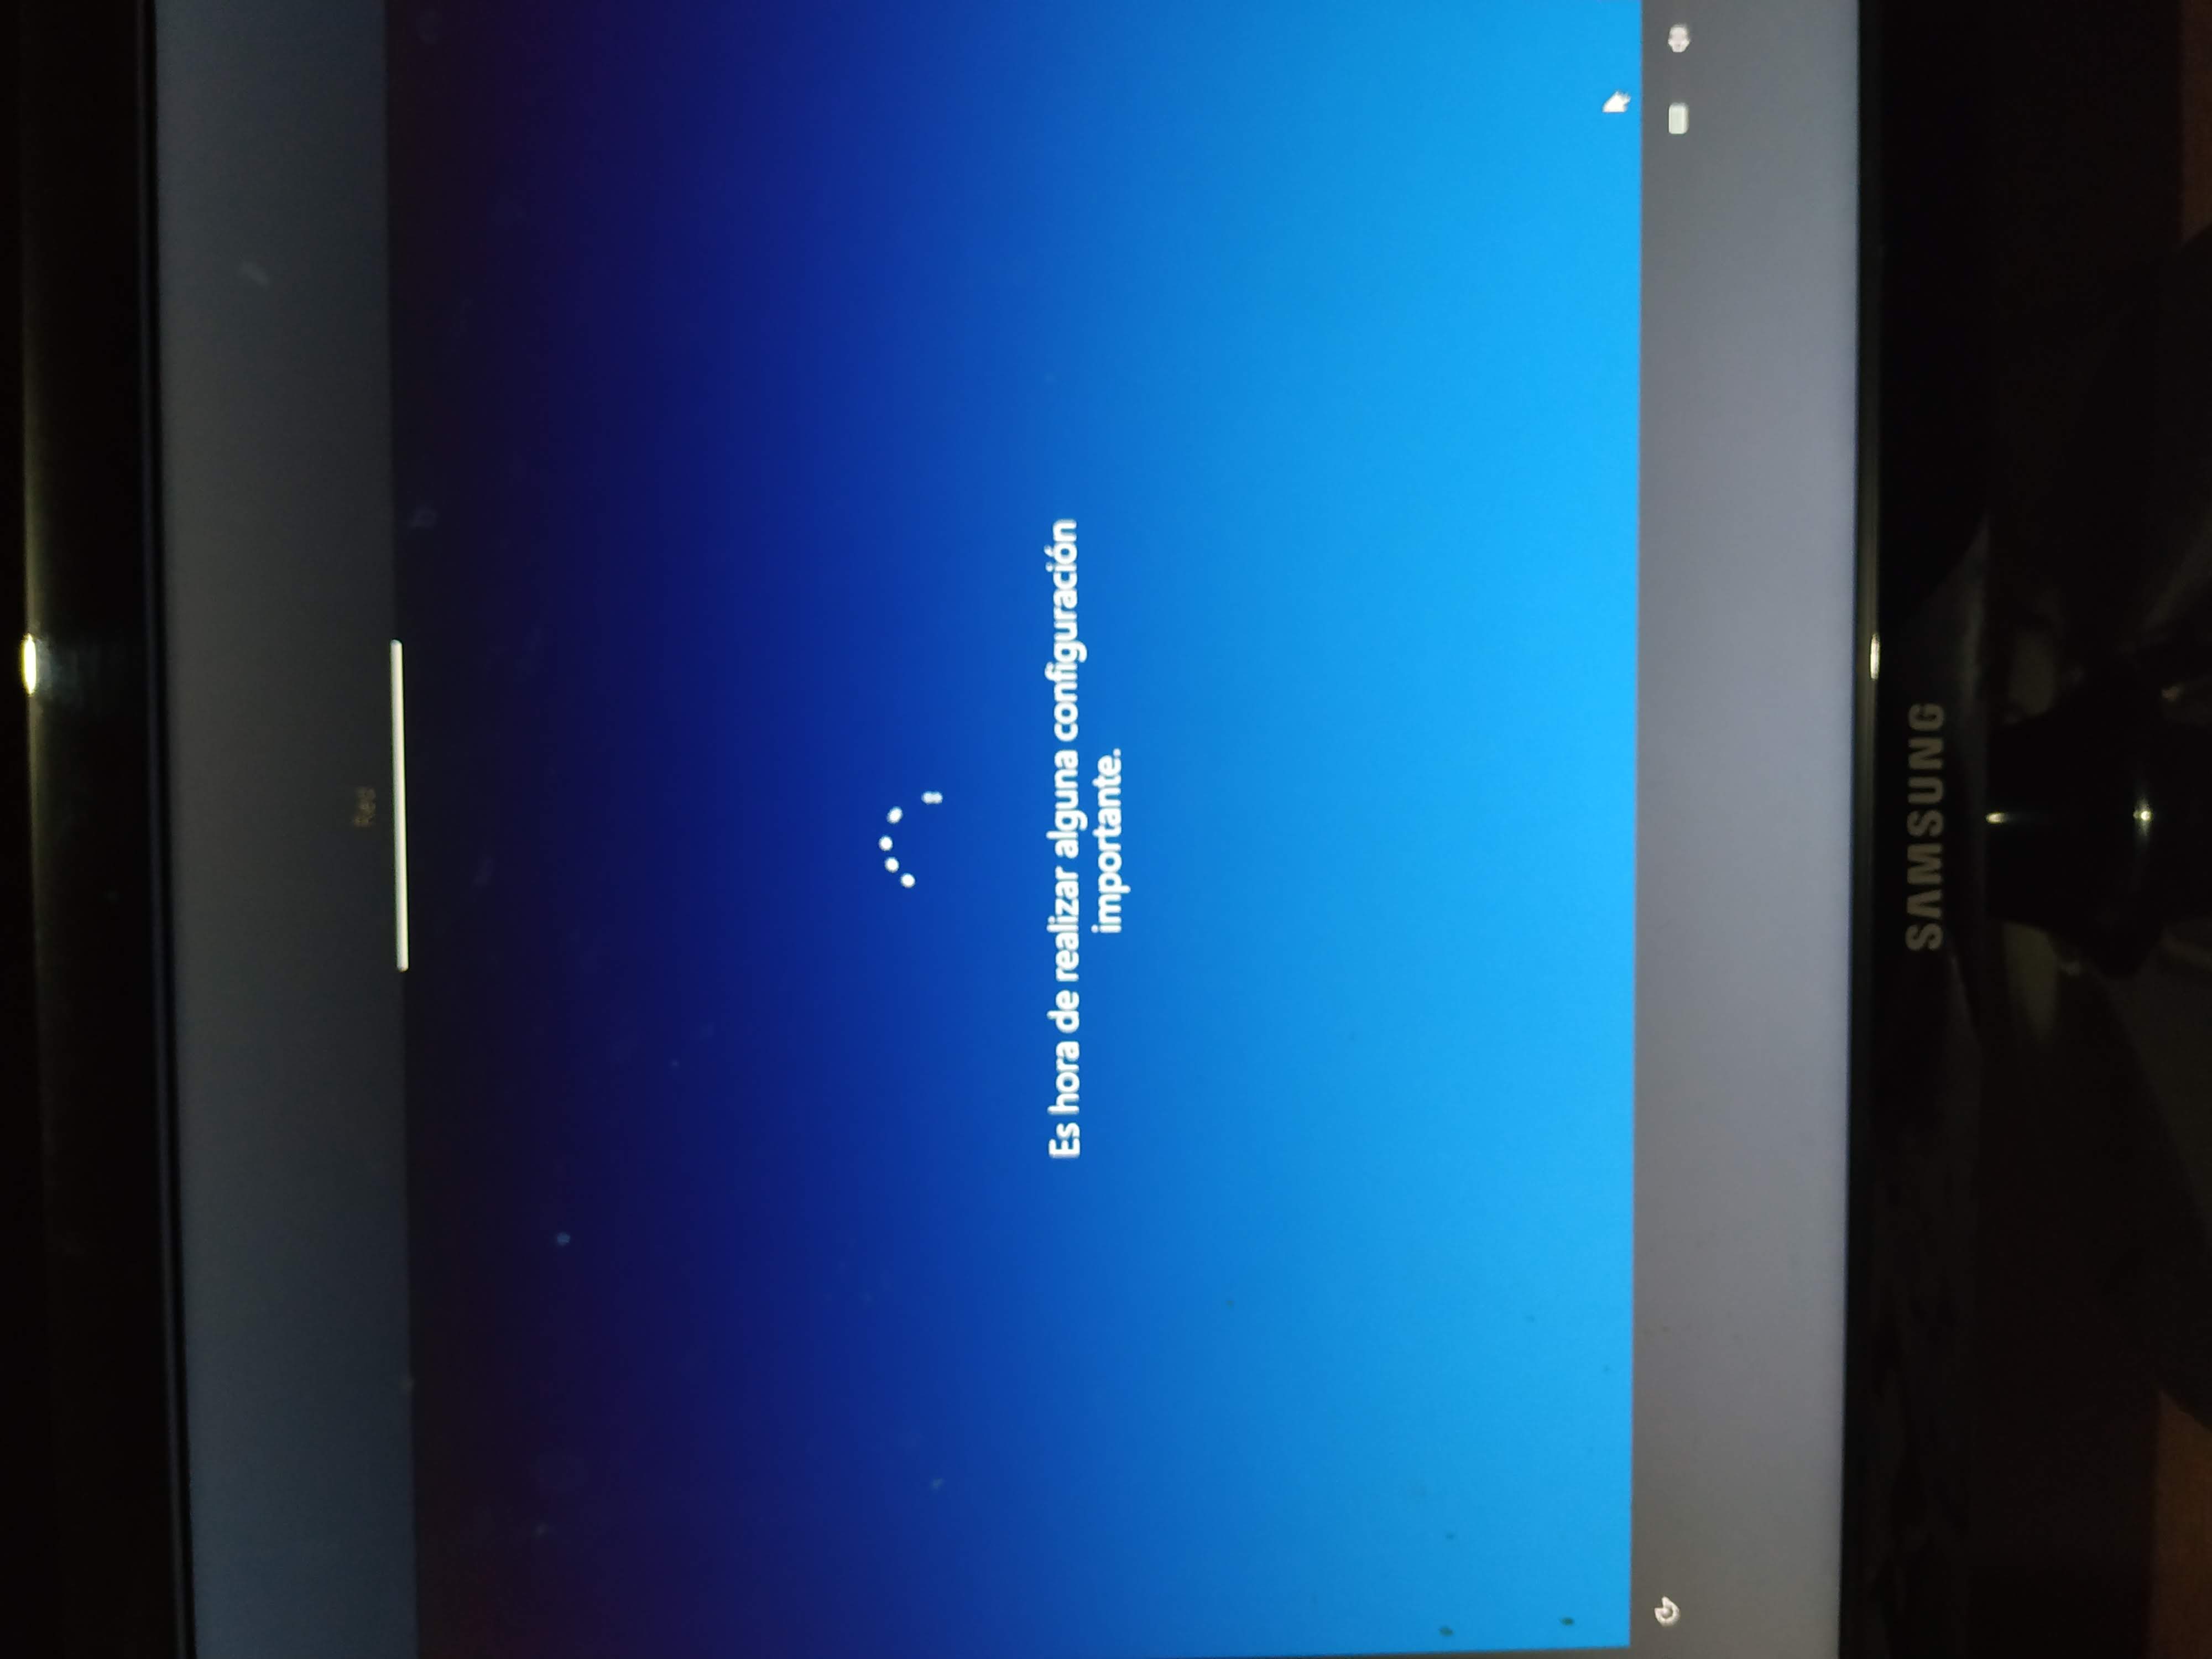 Red
Es hora de realizar alguna configuración
importante.
SAMSUNG